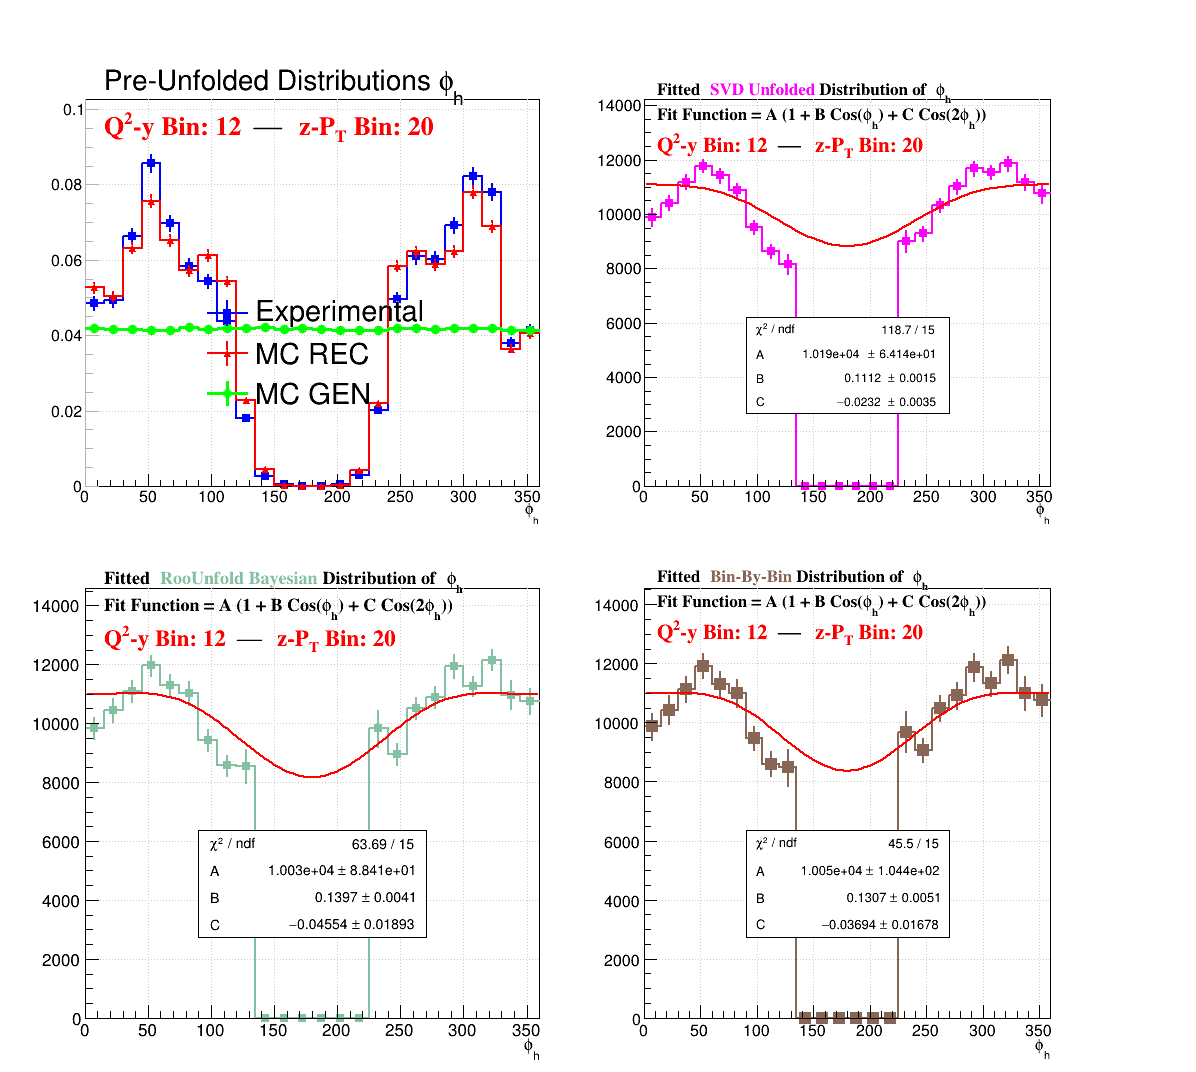 Pre-Unfolded Distributions ϕh
Q²-y Bin: 12 — z-PT Bin: 20
0.1
0.08
0.06
0.04
0.02
0
Experimental
MC REC
MC GEN
0 50 100 150 200 250 300 350
ϕh
Fitted SVD Unfolded Distribution of ϕh
Fit Function = A (1 + B Cos(ϕh) + C Cos(2ϕh))
Q²-y Bin: 12 — z-PT Bin: 20
14000
12000
10000
8000
6000
4000
2000
0
χ² / ndf 118.7 / 15
A 1.019e+04 ± 6.414e+01
B 0.1112 ± 0.0015
C −0.0232 ± 0.0035
0 50 100 150 200 250 300 350
ϕh
Fitted RooUnfold Bayesian Distribution of ϕh
Fit Function = A (1 + B Cos(ϕh) + C Cos(2ϕh))
Q²-y Bin: 12 — z-PT Bin: 20
14000
12000
10000
8000
6000
4000
2000
0
χ² / ndf 63.69 / 15
A 1.003e+04 ± 8.841e+01
B 0.1397 ± 0.0041
C −0.04554 ± 0.01893
0 50 100 150 200 250 300 350
ϕh
Fitted Bin-By-Bin Distribution of ϕh
Fit Function = A (1 + B Cos(ϕh) + C Cos(2ϕh))
Q²-y Bin: 12 — z-PT Bin: 20
14000
12000
10000
8000
6000
4000
2000
0
χ² / ndf 45.5 / 15
A 1.005e+04 ± 1.044e+02
B 0.1307 ± 0.0051
C −0.03694 ± 0.01678
0 50 100 150 200 250 300 350
ϕh